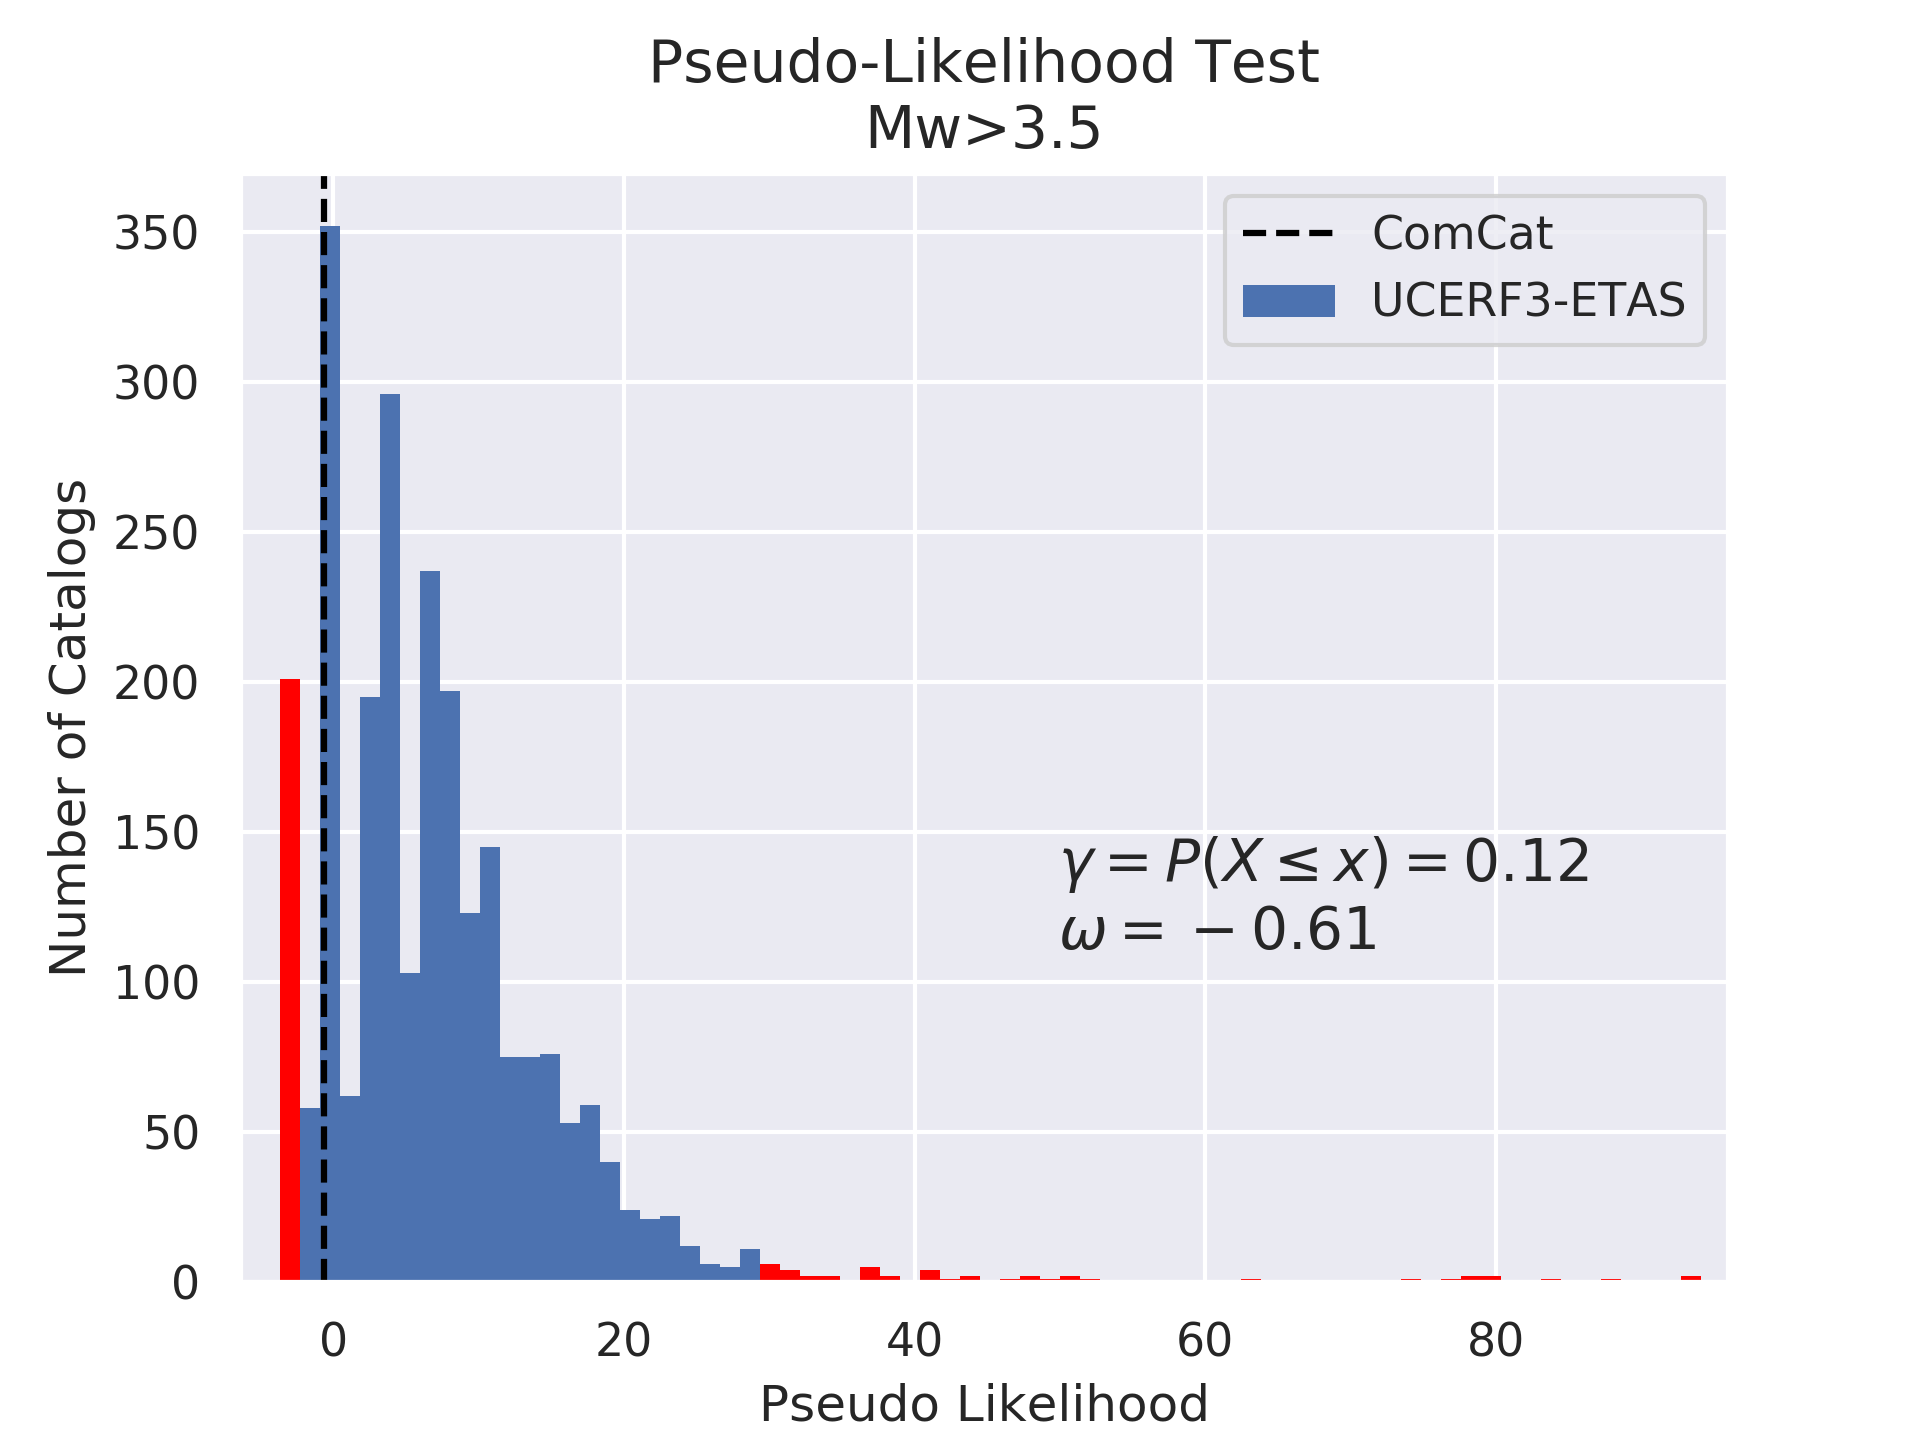 Pseudo-Likelihood Test
Mw>3.5
ComCat
UCERF3-ETAS
350
300
250
200
150
100
50
0
Number of Catalogs
γ = P(X ≤ x) = 0.12
ω = − 0.61
0 20 40 60 80
Pseudo Likelihood